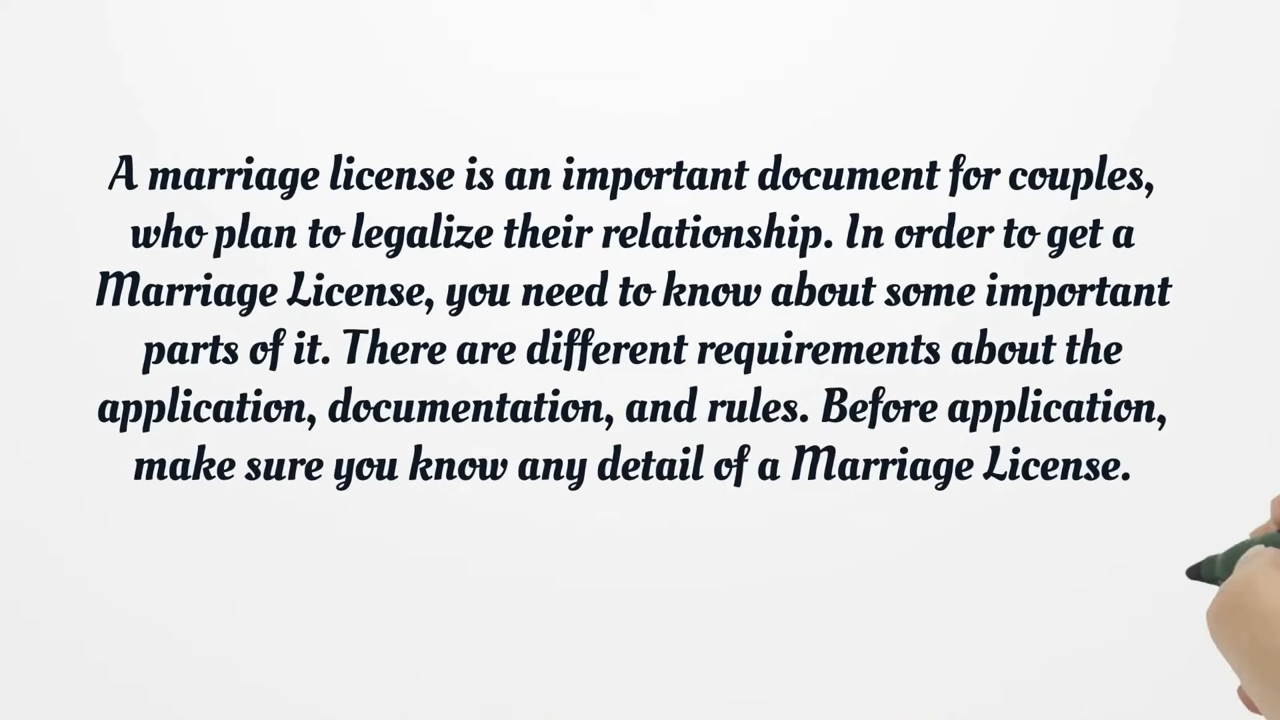 A marriage license is an important document for couples,
who plan to legalize their relationship. In order to get a
Marriage License, you need to know about some important
parts of it. There are different requirements about the
application, documentation, and rules. Before application,
make sure you know any detail of a Marriage License.